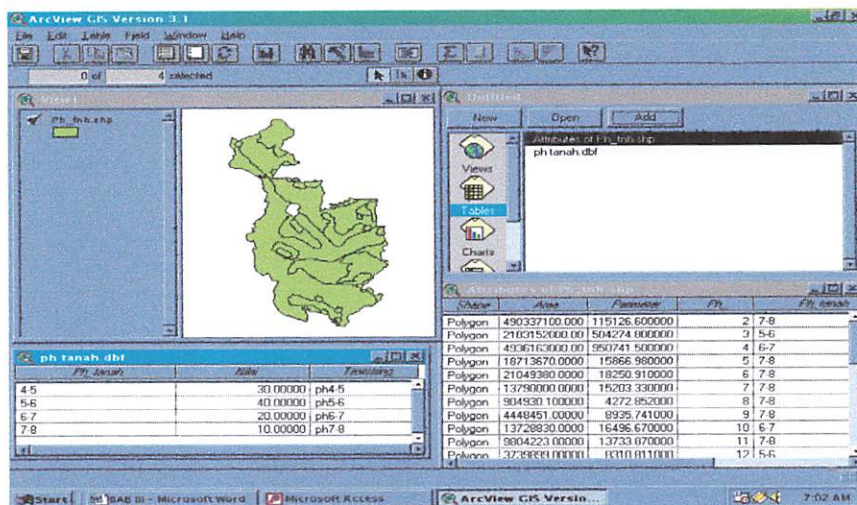 ArcView GIS Version 3.1
File Edit Table Field Window Help
0 of 4 selected
View1
Ph_tnh.shp
Untitled
New Open Add
Views
Tables
Charts
Attributes of Ph_tnh.shp
ph tanah.dbf
Attributes of Ph_tnh.shp
Shape Area Perimeter Ph_ Ph_tanah
Polygon 490337100.000 115126.600000 2 7-8
Polygon 2103152000.00 504274.800000 3 5-6
Polygon 4936163000.00 950741.500000 4 6-7
Polygon 18713670.0000 15866.980000 5 7-8
Polygon 21049380.0000 18250.910000 6 7-8
Polygon 13790000.0000 15203.330000 7 7-8
Polygon 904930.100000 4272.852000 8 7-8
Polygon 4448451.00000 8935.741000 9 7-8
Polygon 13728830.0000 16496.670000 10 6-7
Polygon 9804223.00000 13733.870000 11 7-8
Polygon 3739899.00000 8310.811000 12 5-6
ph tanah.dbf
Ph_tanah Nilai
4-5 30.00000 ph4-5
5-6 40.00000 ph5-6
6-7 20.00000 ph6-7
7-8 10.00000 ph7-8
Start BAB III - Microsoft Word Microsoft Access ArcView GIS Versio... 7:02 AM